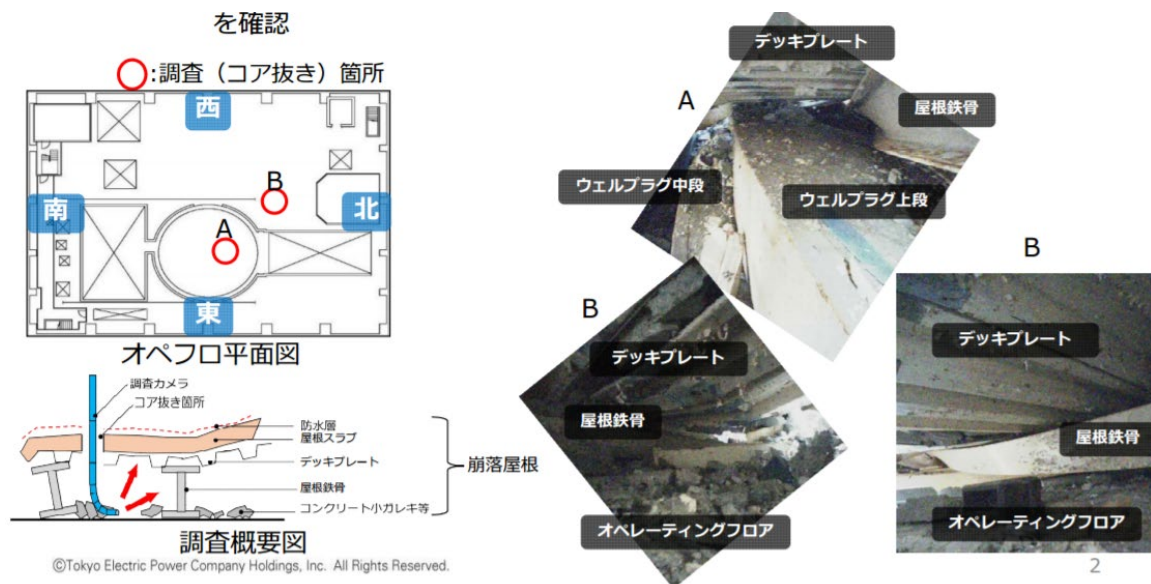 を確認
○:調査（コア抜き）箇所
西
B
南
北
A
東
オペフロ平面図
調査カメラ
コア抜き箇所
防水層
屋根スラブ
デッキプレート
屋根鉄骨
コンクリート小ガレキ等
崩落屋根
調査概要図
©Tokyo Electric Power Company Holdings, Inc. All Rights Reserved.
デッキプレート
A
屋根鉄骨
ウェルプラグ中段
ウェルプラグ上段
B
デッキプレート
屋根鉄骨
オペレーティングフロア
B
デッキプレート
屋根鉄骨
オペレーティングフロア
2